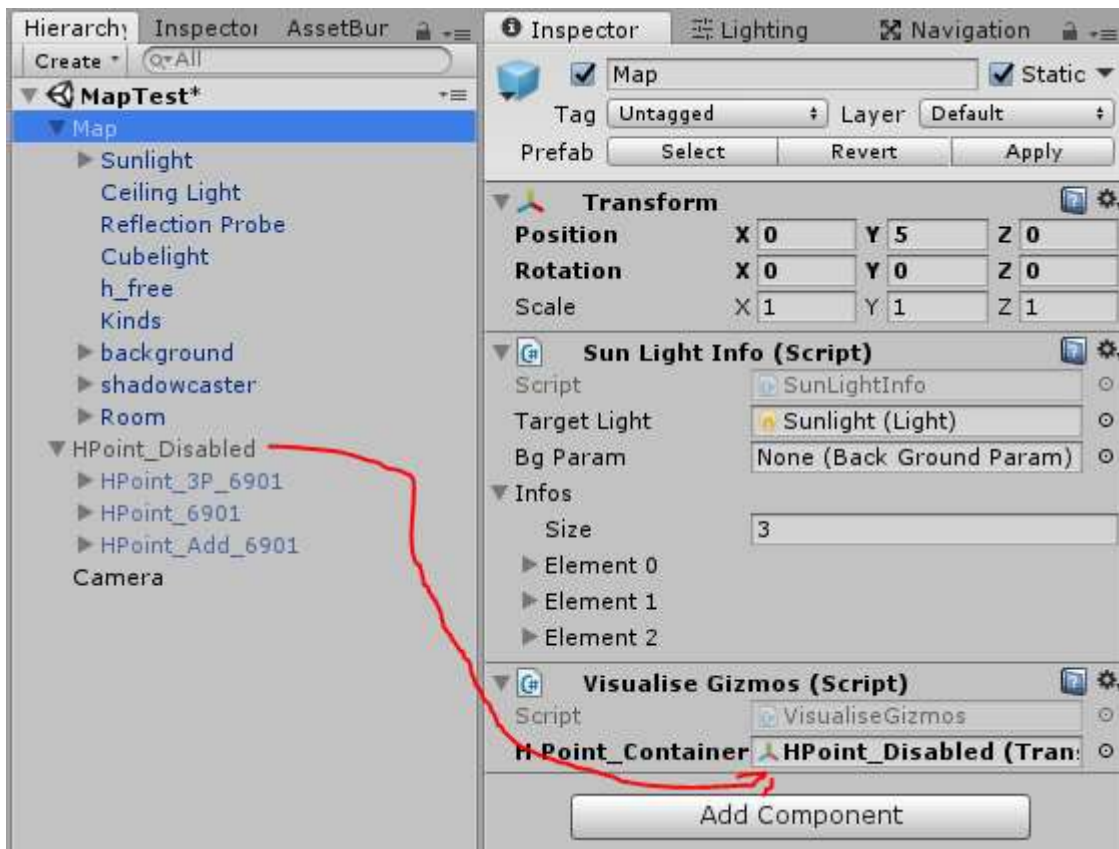 Hierarchy Inspector AssetBur
Create All
MapTest*
Map
Sunlight
Ceiling Light
Reflection Probe
Cubelight
h_free
Kinds
background
shadowcaster
Room
HPoint_Disabled
HPoint_3P_6901
HPoint_6901
HPoint_Add_6901
Camera
Inspector Lighting Navigation
Map Static
Tag Untagged Layer Default
Prefab Select Revert Apply
Transform
Position X 0 Y 5 Z 0
Rotation X 0 Y 0 Z 0
Scale X 1 Y 1 Z 1
Sun Light Info (Script)
Script SunLightInfo
Target Light Sunlight (Light)
Bg Param None (Back Ground Param)
Infos
Size 3
Element 0
Element 1
Element 2
Visualise Gizmos (Script)
Script VisualiseGizmos
H Point_Container HPoint_Disabled (Tran:
Add Component